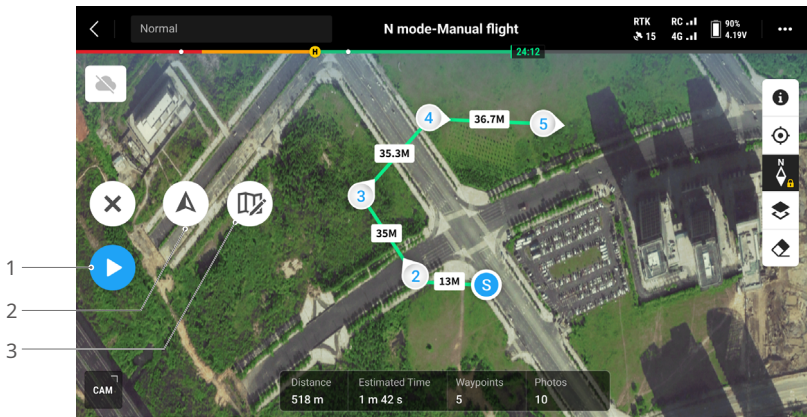 Normal
N mode-Manual flight
RTK
15
RC
4G
90%
4.19V
H
24:12
4
36.7M
5
35.3M
3
N
35M
2
13M
S
1
2
3
CAM
Distance
518 m
Estimated Time
1 m 42 s
Waypoints
5
Photos
10